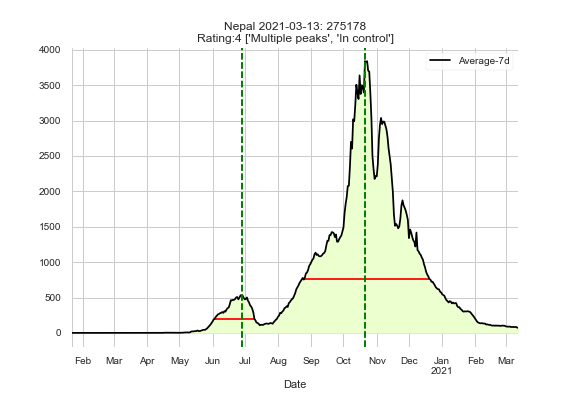 Nepal 2021-03-13: 275178
Rating:4 ['Multiple peaks', 'In control']
Average-7d
4000
3500
3000
2500
2000
1500
1000
500
0
Feb Mar Apr May Jun Jul Aug Sep Oct Nov Dec Jan Feb Mar
2021
Date